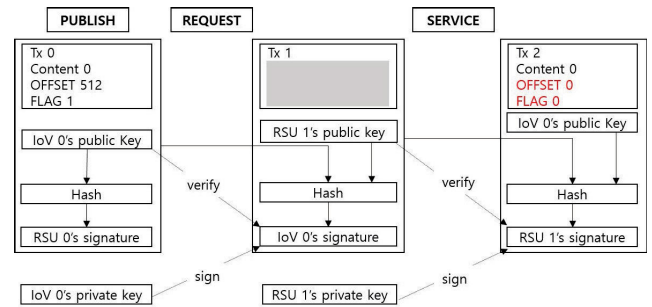 PUBLISH
REQUEST
SERVICE
Tx 0
Content 0
OFFSET 512
FLAG 1
IoV 0's public Key
Hash
RSU 0's signature
IoV 0's private key
Tx 1
RSU 1's public key
verify
Hash
IoV 0's signature
sign
RSU 1's private key
Tx 2
Content 0
OFFSET 0
FLAG 0
IoV 0's public Key
verify
Hash
RSU 1's signature
sign